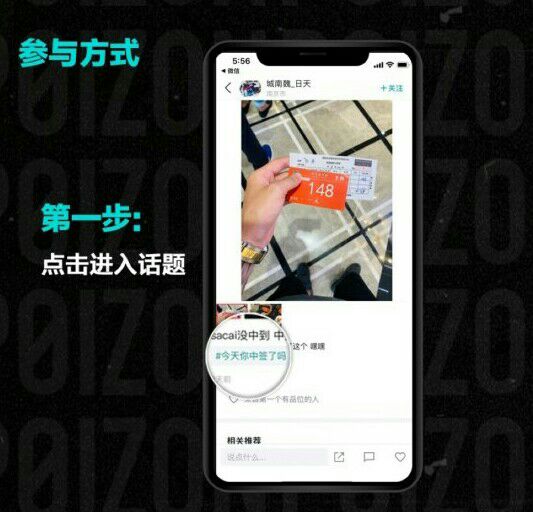 参与方式
第一步:
点击进入话题
5:56
微信
城南魏_日天
南京市
+关注
148
sacai没中到 中
这个 嘿嘿
#今天你中签了吗
天前
第一个有品位的人
相关推荐
说点什么...
POIZON